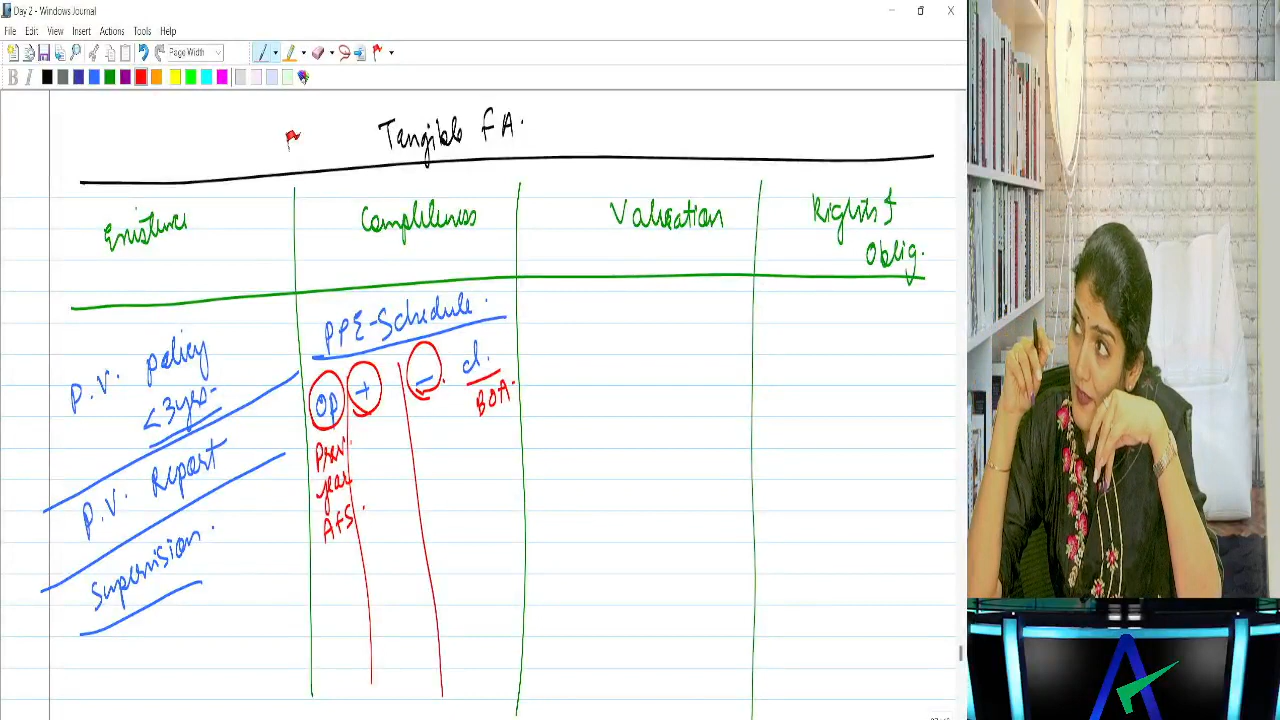 Day 2 - Windows Journal
File Edit View Insert Actions Tools Help
Page Width
B I
Tangible FA.
Existence Completeness Valuation Rights &
Oblig.
PPE-Schedule.
P.V. policy
< 3yrs.
Op + - cl.
BOA.
Prev.
year
AFS.
P.V. Report
Supervision.